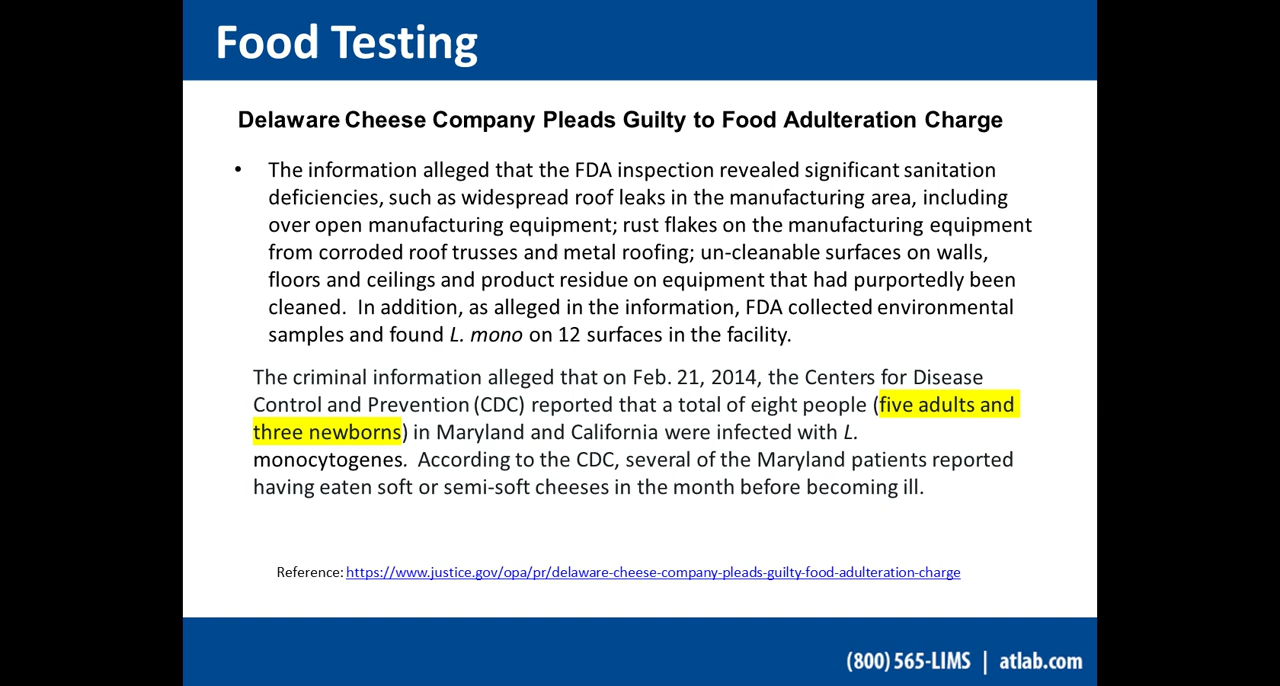 Food Testing
Delaware Cheese Company Pleads Guilty to Food Adulteration Charge
• The information alleged that the FDA inspection revealed significant sanitation
deficiencies, such as widespread roof leaks in the manufacturing area, including
over open manufacturing equipment; rust flakes on the manufacturing equipment
from corroded roof trusses and metal roofing; un-cleanable surfaces on walls,
floors and ceilings and product residue on equipment that had purportedly been
cleaned.  In addition, as alleged in the information, FDA collected environmental
samples and found L. mono on 12 surfaces in the facility.
The criminal information alleged that on Feb. 21, 2014, the Centers for Disease
Control and Prevention (CDC) reported that a total of eight people (five adults and
three newborns) in Maryland and California were infected with L.
monocytogenes.  According to the CDC, several of the Maryland patients reported
having eaten soft or semi-soft cheeses in the month before becoming ill.
Reference: https://www.justice.gov/opa/pr/delaware-cheese-company-pleads-guilty-food-adulteration-charge
(800) 565-LIMS | atlab.com